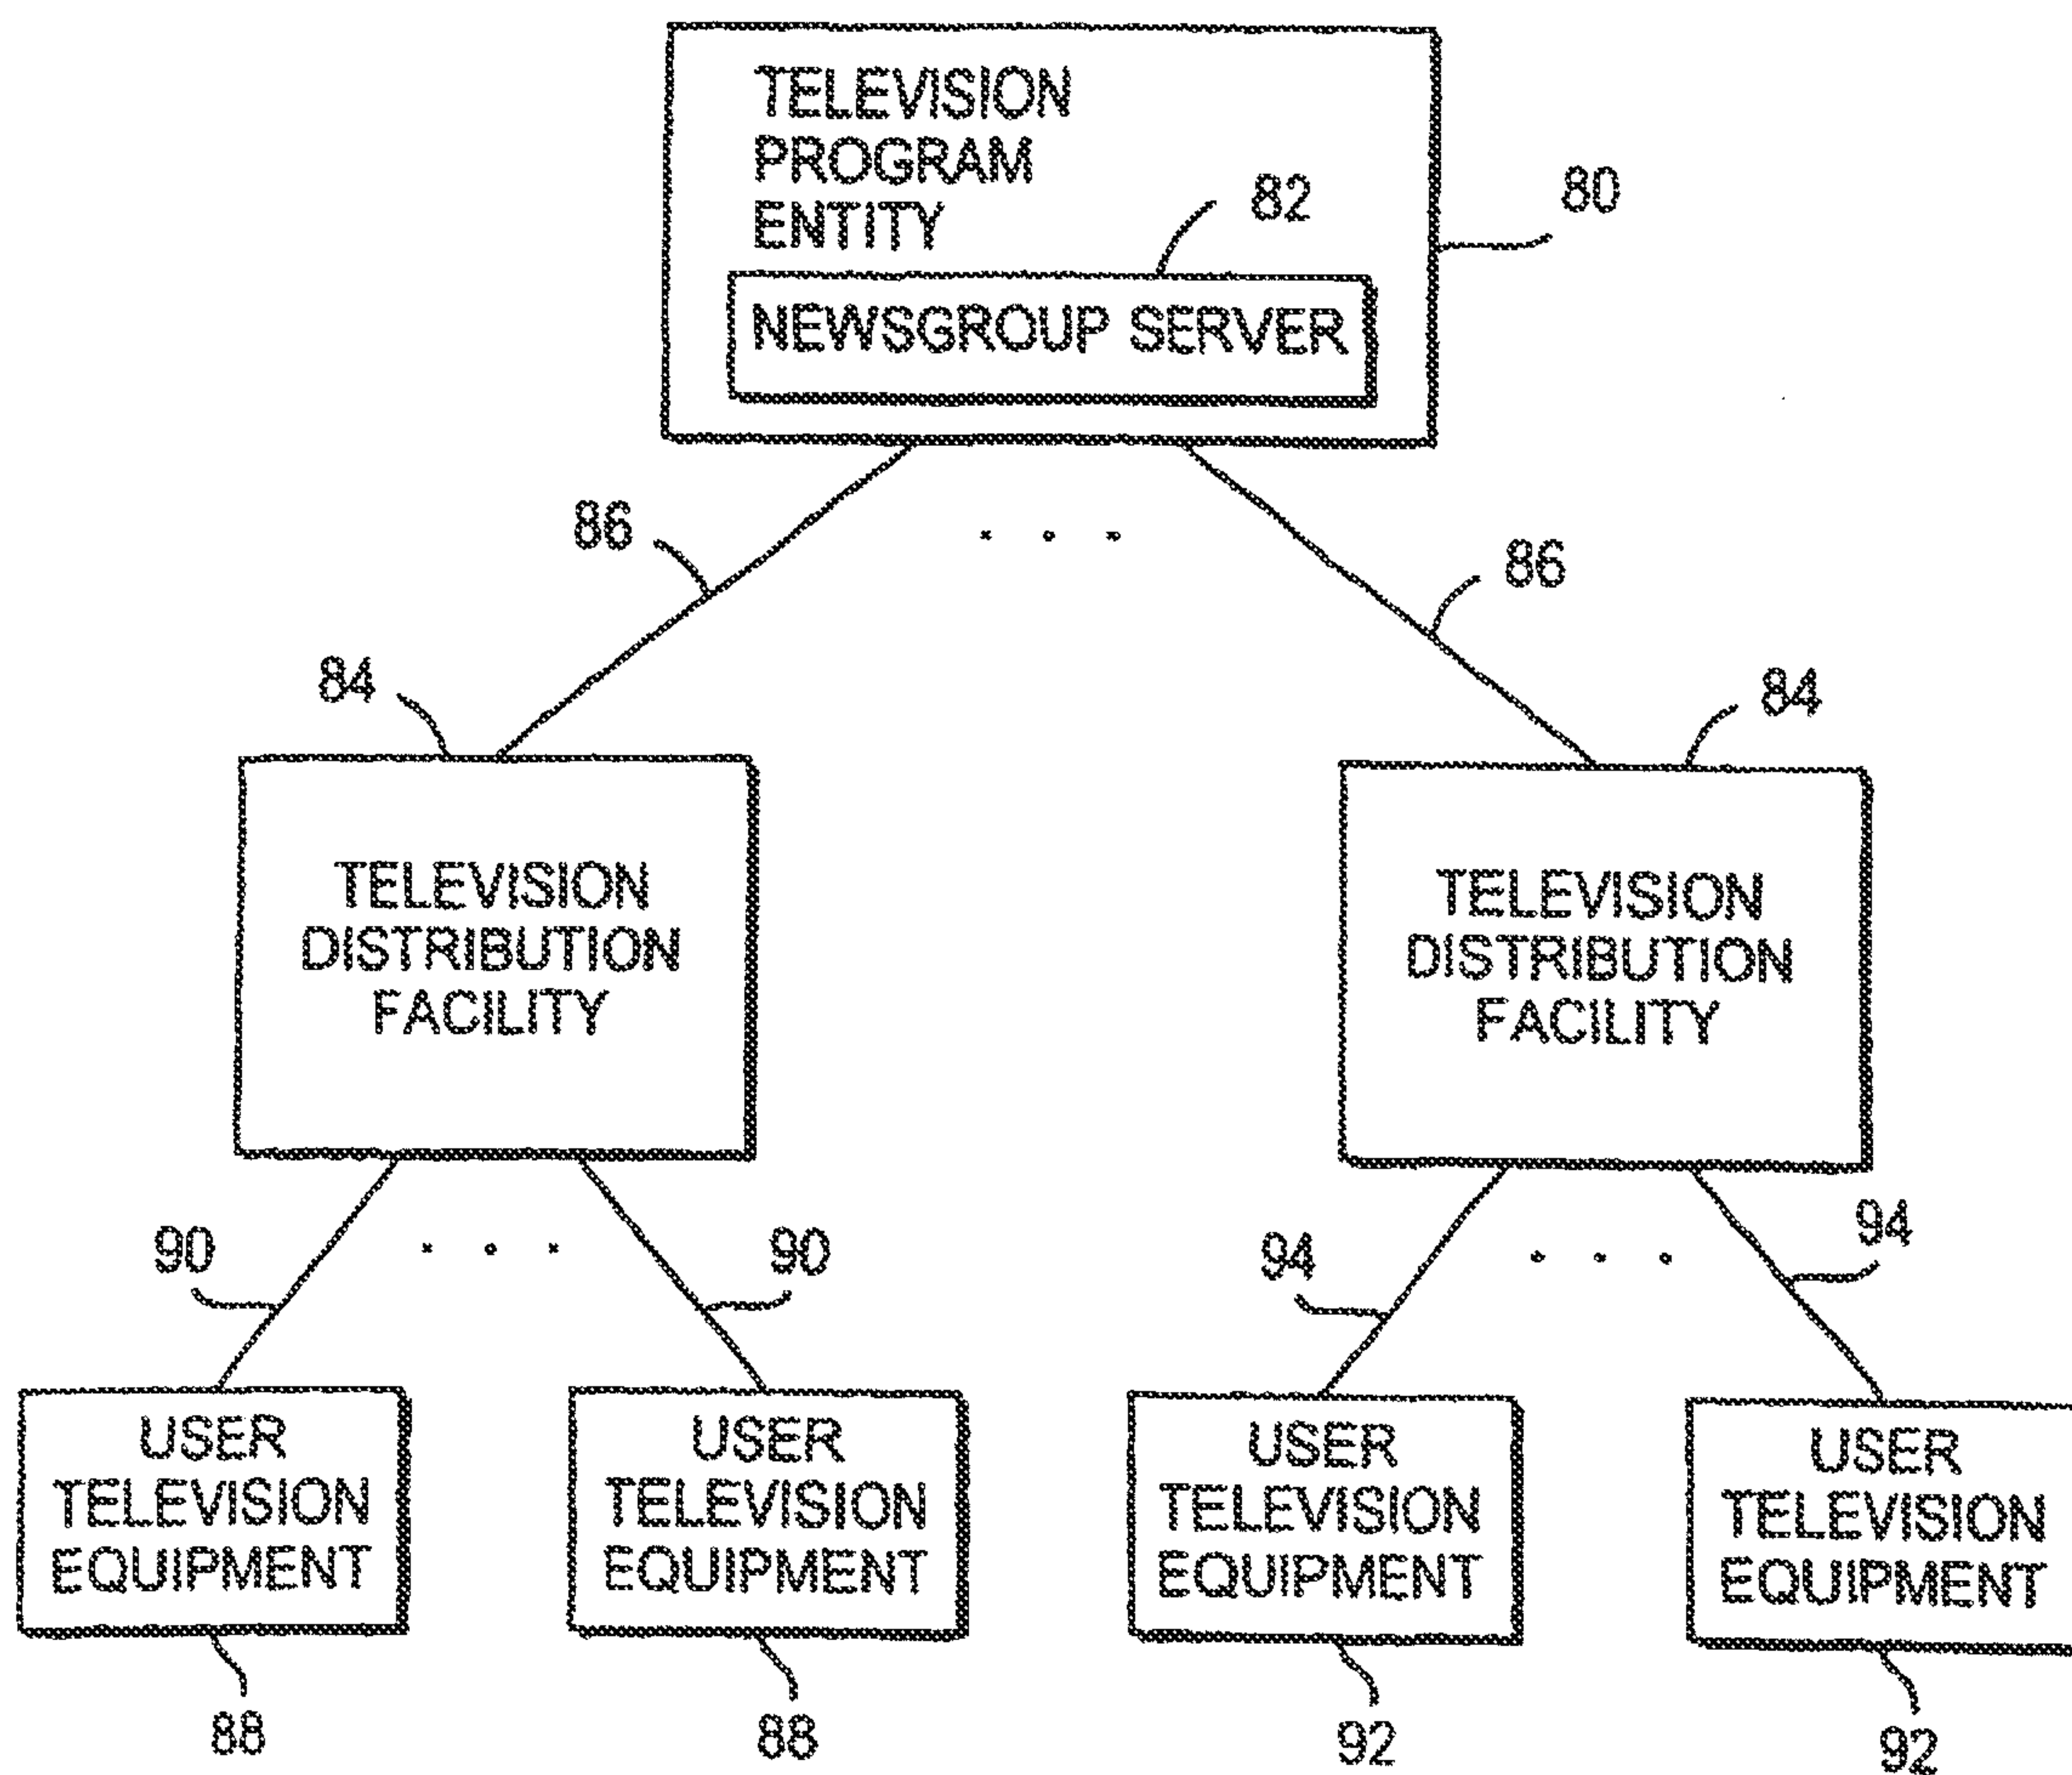 TELEVISION
PROGRAM
ENTITY
82
80
NEWSGROUP SERVER
86
86
84
84
TELEVISION
DISTRIBUTION
FACILITY
TELEVISION
DISTRIBUTION
FACILITY
90
90
94
94
USER
TELEVISION
EQUIPMENT
USER
TELEVISION
EQUIPMENT
USER
TELEVISION
EQUIPMENT
USER
TELEVISION
EQUIPMENT
88
88
92
92